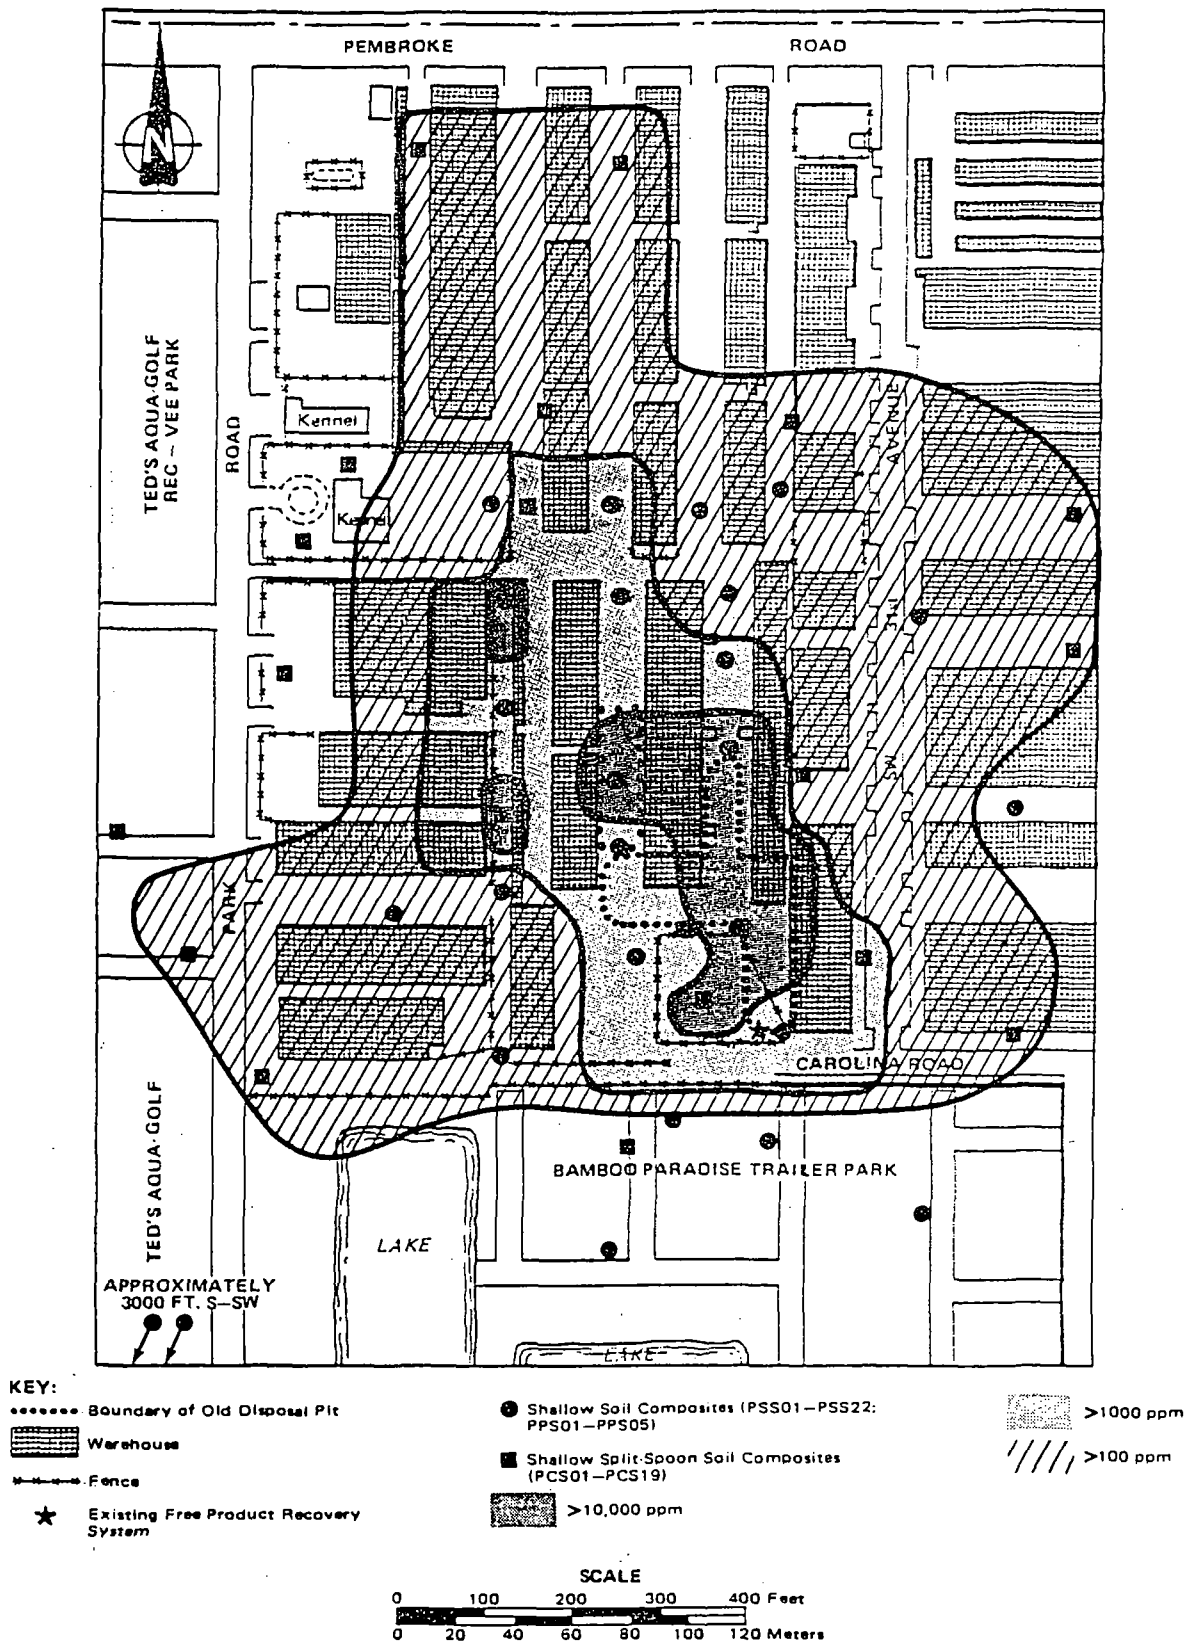 PEMBROKE ROAD
N
TED'S AQUA-GOLF
REC – VEE PARK
ROAD
Kennel
Kennel
AVENUE
PARK
TED'S AQUA-GOLF
CAROLINA ROAD
BAMBOO PARADISE TRAILER PARK
LAKE
LAKE
APPROXIMATELY
3000 FT. S–SW
KEY:
Boundary of Old Disposal Pit
Warehouse
Fence
Existing Free Product Recovery
System
Shallow Soil Composites (PSS01–PSS22;
PPS01–PPS05)
Shallow Split-Spoon Soil Composites
(PCS01–PCS19)
>10,000 ppm
>1000 ppm
>100 ppm
SCALE
0 100 200 300 400 Feet
0 20 40 60 80 100 120 Meters